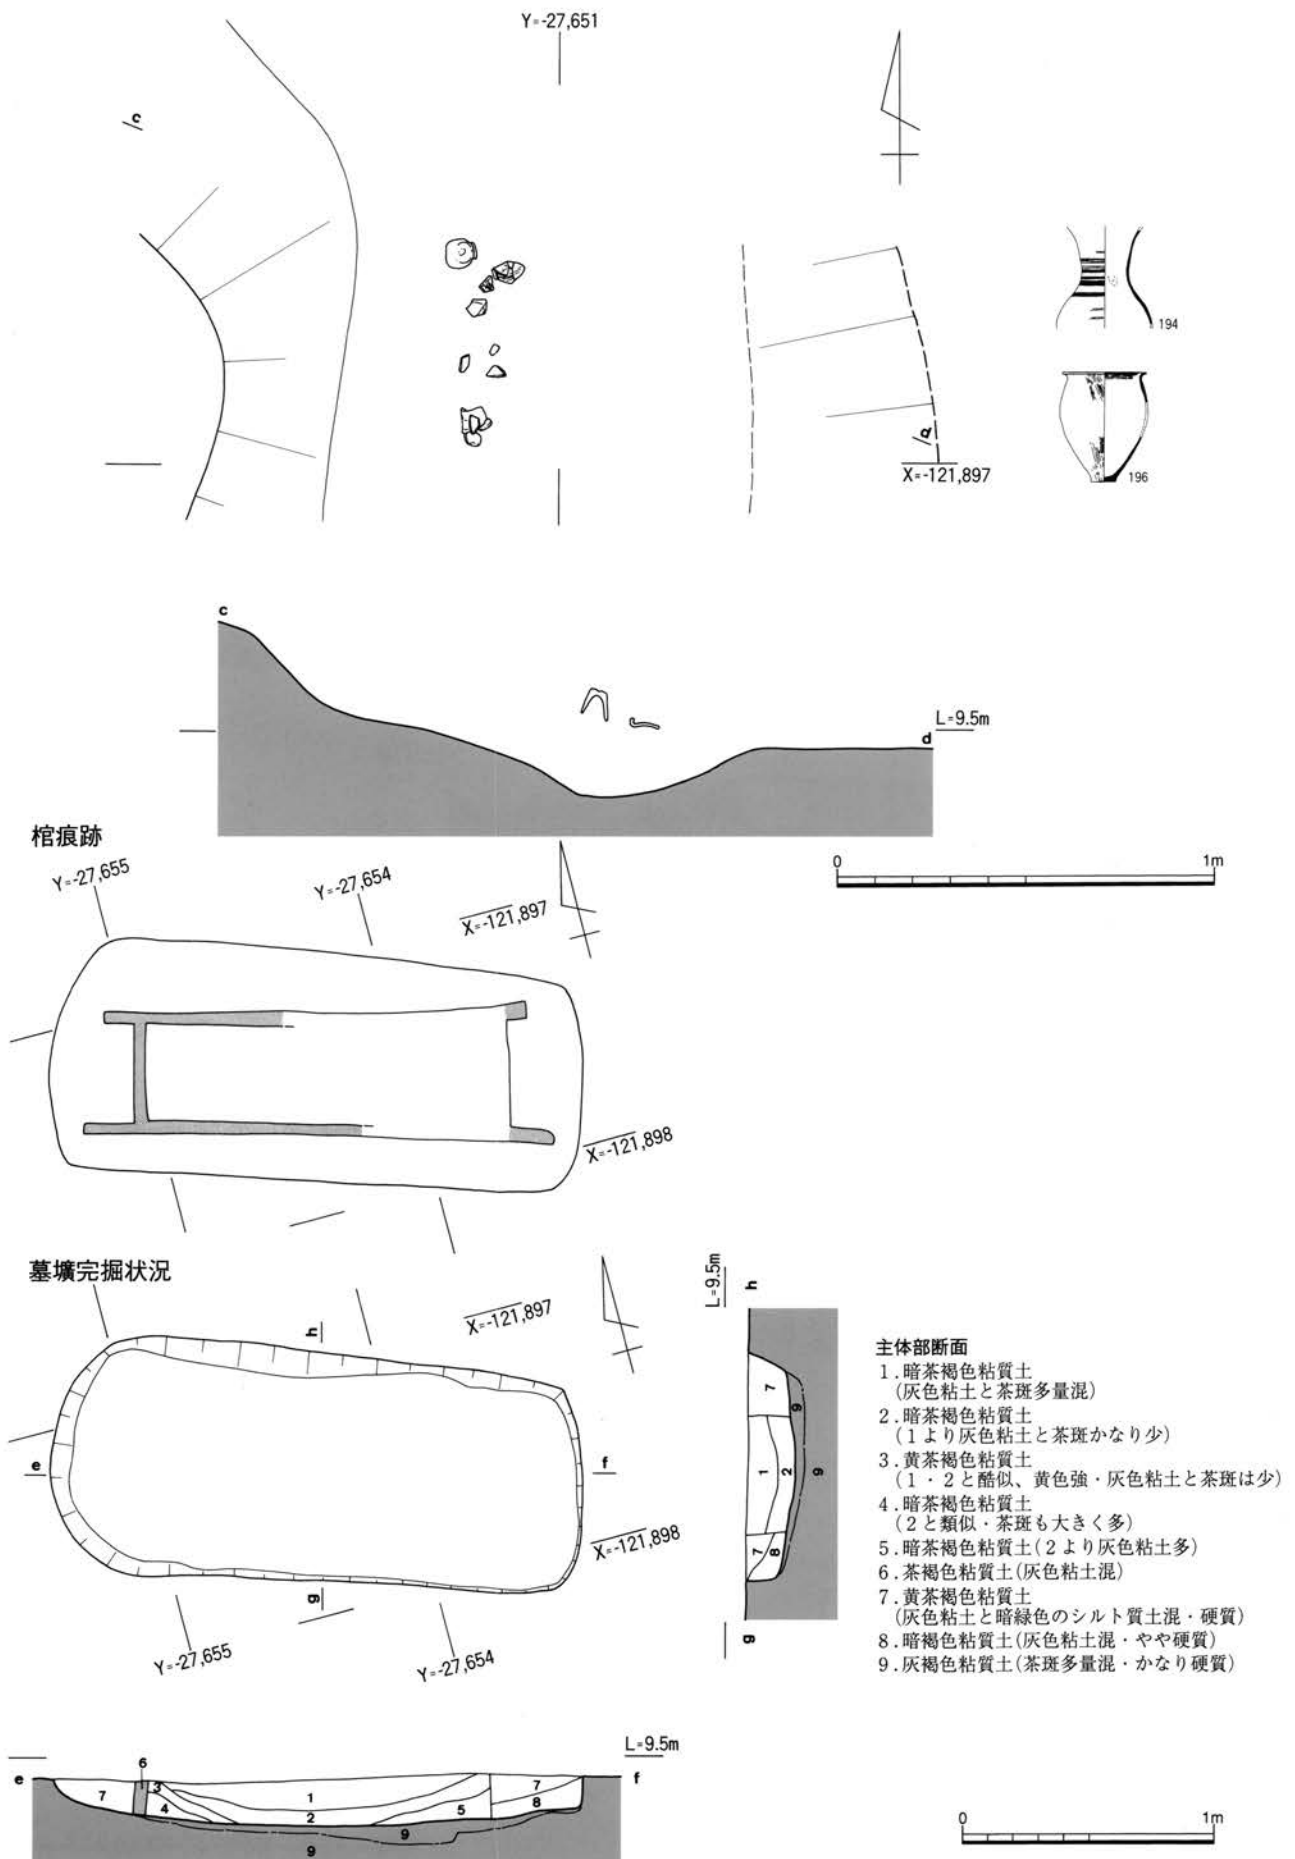 Y=-27,651
c
d
X=-121,897
194
196
c
L=9.5m
d
棺痕跡
0 1m
Y=-27,655
Y=-27,654
X=-121,897
X=-121,898
墓壙完掘状況
X=-121,897
h
e
f
g
X=-121,898
Y=-27,655
Y=-27,654
L=9.5m
h
7
9
1
2
9
7
8
g
主体部断面
1.暗茶褐色粘質土
(灰色粘土と茶斑多量混)
2.暗茶褐色粘質土
(1より灰色粘土と茶斑かなり少)
3.黄茶褐色粘質土
(1・2と酷似、黄色強・灰色粘土と茶斑は少)
4.暗茶褐色粘質土
(2と類似・茶斑も大きく多)
5.暗茶褐色粘質土(2より灰色粘土多)
6.茶褐色粘質土(灰色粘土混)
7.黄茶褐色粘質土
(灰色粘土と暗緑色のシルト質土混・硬質)
8.暗褐色粘質土(灰色粘土混・やや硬質)
9.灰褐色粘質土(茶斑多量混・かなり硬質)
L=9.5m
e
6
f
7
3
4
1
2
5
7
8
9
9
0 1m